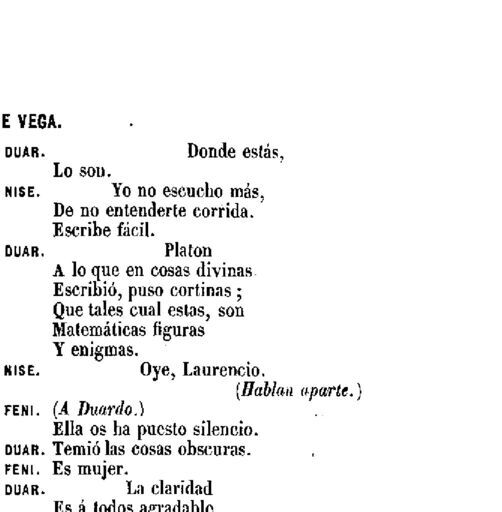 E VEGA.
DUAR. Donde estás,
Lo son.
NISE. Yo no escucho más,
De no entenderte corrida.
Escribe fácil.
DUAR. Platon
A lo que en cosas divinas
Escribió, puso cortinas ;
Que tales cual estas, son
Matemáticas figuras
Y enigmas.
NISE. Oye, Laurencio.
(Hablan aparte.)
FENI. (A Duardo.)
Ella os ha puesto silencio.
DUAR. Temió las cosas obscuras.
FENI. Es mujer.
DUAR. La claridad
Es á todos agradable